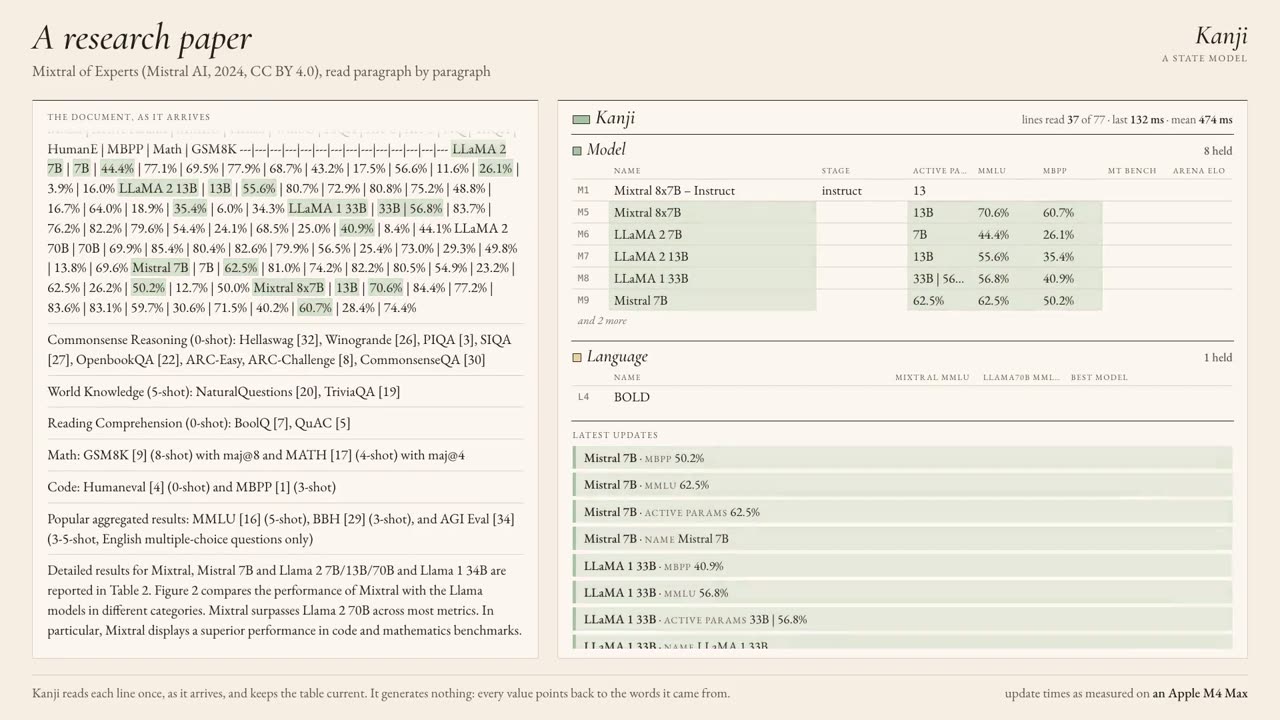 A research paper
Mixtral of Experts (Mistral AI, 2024, CC BY 4.0), read paragraph by paragraph
Kanji
A STATE MODEL
THE DOCUMENT, AS IT ARRIVES
HumanE | MBPP | Math | GSM8K ---|---|---|---|---|---|---|---|---|---|---|---|---|--- LLaMA 2
7B | 7B | 44.4% | 77.1% | 69.5% | 77.9% | 68.7% | 43.2% | 17.5% | 56.6% | 11.6% | 26.1% |
3.9% | 16.0% LLaMA 2 13B | 13B | 55.6% | 80.7% | 72.9% | 80.8% | 75.2% | 48.8% |
16.7% | 64.0% | 18.9% | 35.4% | 6.0% | 34.3% LLaMA 1 33B | 33B | 56.8% | 83.7% |
76.2% | 82.2% | 79.6% | 54.4% | 24.1% | 68.5% | 25.0% | 40.9% | 8.4% | 44.1% LLaMA 2
70B | 70B | 69.9% | 85.4% | 80.4% | 82.6% | 79.9% | 56.5% | 25.4% | 73.0% | 29.3% | 49.8%
| 13.8% | 69.6% Mistral 7B | 7B | 62.5% | 81.0% | 74.2% | 82.2% | 80.5% | 54.9% | 23.2% |
62.5% | 26.2% | 50.2% | 12.7% | 50.0% Mixtral 8x7B | 13B | 70.6% | 84.4% | 77.2% |
83.6% | 83.1% | 59.7% | 30.6% | 71.5% | 40.2% | 60.7% | 28.4% | 74.4%
Commonsense Reasoning (0-shot): Hellaswag [32], Winogrande [26], PIQA [3], SIQA
[27], OpenbookQA [22], ARC-Easy, ARC-Challenge [8], CommonsenseQA [30]
World Knowledge (5-shot): NaturalQuestions [20], TriviaQA [19]
Reading Comprehension (0-shot): BoolQ [7], QuAC [5]
Math: GSM8K [9] (8-shot) with maj@8 and MATH [17] (4-shot) with maj@4
Code: Humaneval [4] (0-shot) and MBPP [1] (3-shot)
Popular aggregated results: MMLU [16] (5-shot), BBH [29] (3-shot), and AGI Eval [34]
(3-5-shot, English multiple-choice questions only)
Detailed results for Mixtral, Mistral 7B and Llama 2 7B/13B/70B and Llama 1 34B are
reported in Table 2. Figure 2 compares the performance of Mixtral with the Llama
models in different categories. Mixtral surpasses Llama 2 70B across most metrics. In
particular, Mixtral displays a superior performance in code and mathematics benchmarks.
Kanji
lines read 37 of 77 · last 132 ms · mean 474 ms
Model
8 held
NAME STAGE ACTIVE PA... MMLU MBPP MT BENCH ARENA ELO
M1 Mixtral 8x7B – Instruct instruct 13
M5 Mixtral 8x7B 13B 70.6% 60.7%
M6 LLaMA 2 7B 7B 44.4% 26.1%
M7 LLaMA 2 13B 13B 55.6% 35.4%
M8 LLaMA 1 33B 33B | 56... 56.8% 40.9%
M9 Mistral 7B 62.5% 62.5% 50.2%
and 2 more
Language
1 held
NAME MIXTRAL MMLU LLAMA70B MML... BEST MODEL
L4 BOLD
LATEST UPDATES
Mistral 7B · MBPP 50.2%
Mistral 7B · MMLU 62.5%
Mistral 7B · ACTIVE PARAMS 62.5%
Mistral 7B · NAME Mistral 7B
LLaMA 1 33B · MBPP 40.9%
LLaMA 1 33B · MMLU 56.8%
LLaMA 1 33B · ACTIVE PARAMS 33B | 56.8%
LLaMA 1 33B · NAME LLaMA 1 33B
Kanji reads each line once, as it arrives, and keeps the table current. It generates nothing: every value points back to the words it came from.
update times as measured on an Apple M4 Max